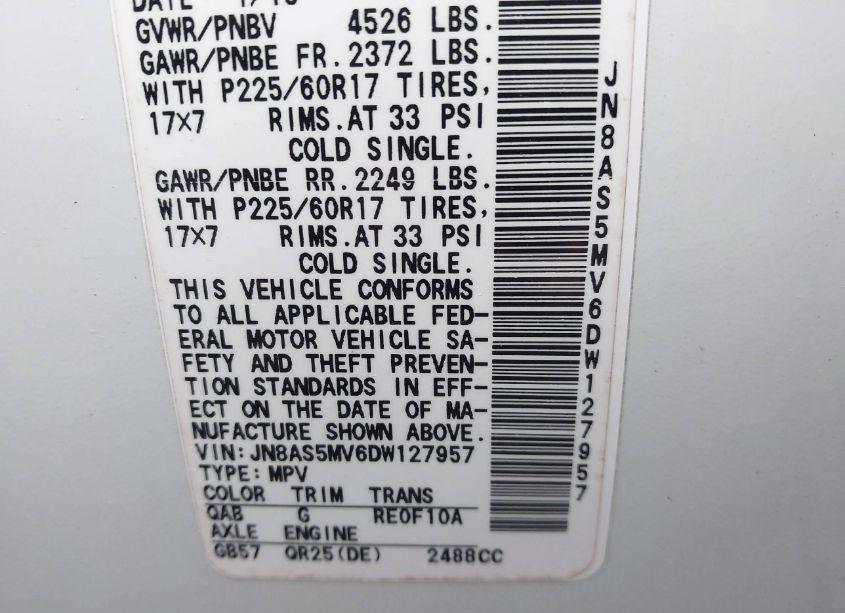 DATE
GVWR/PNBV 4526 LBS.
GAWR/PNBE FR. 2372 LBS.
WITH P225/60R17 TIRES,
17X7 RIMS.AT 33 PSI
COLD SINGLE.
GAWR/PNBE RR. 2249 LBS.
WITH P225/60R17 TIRES,
17X7 RIMS.AT 33 PSI
COLD SINGLE.
THIS VEHICLE CONFORMS
TO ALL APPLICABLE FED-
ERAL MOTOR VEHICLE SA-
FETY AND THEFT PREVEN-
TION STANDARDS IN EFF-
ECT ON THE DATE OF MA-
NUFACTURE SHOWN ABOVE.
VIN:JN8AS5MV6DW127957
TYPE:MPV
COLOR TRIM TRANS
QAB G RE0F10A
AXLE ENGINE
GB57 QR25(DE) 2488CC
JN8AS5MV6DW127957